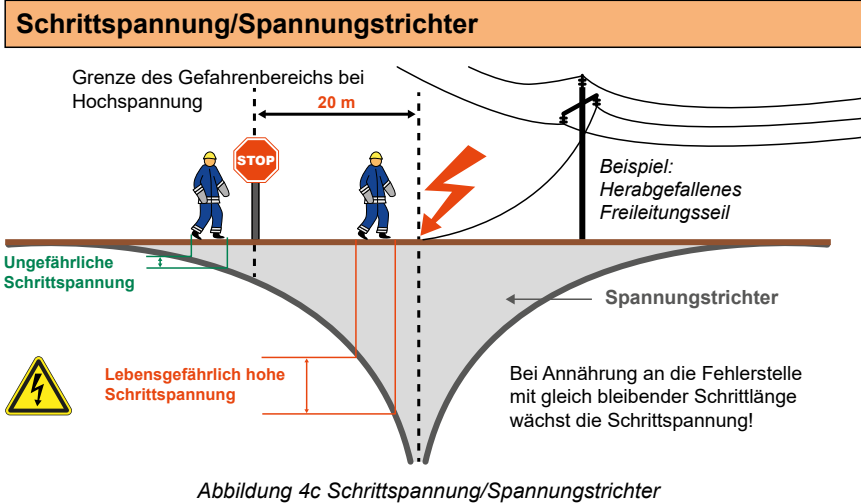 Schrittspannung/Spannungstrichter
Grenze des Gefahrenbereichs bei
Hochspannung
20 m
STOP
Beispiel:
Herabgefallenes
Freileitungsseil
Ungefährliche
Schrittspannung
Spannungstrichter
Lebensgefährlich hohe
Schrittspannung
Bei Annährung an die Fehlerstelle
mit gleich bleibender Schrittlänge
wächst die Schrittspannung!
Abbildung 4c Schrittspannung/Spannungstrichter